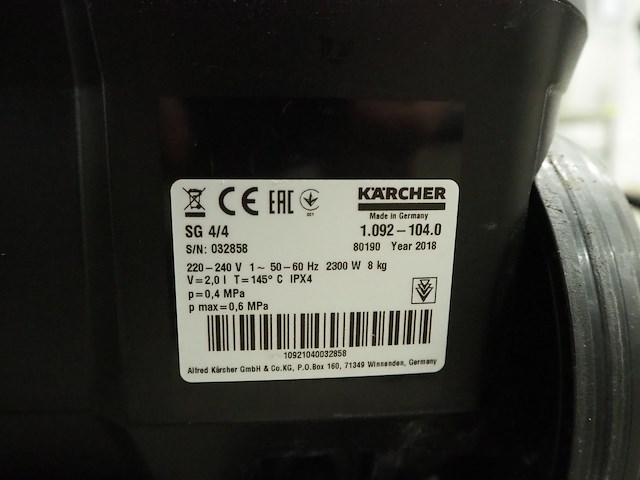 CE EAC KÄRCHER
Made in Germany
SG 4/4 1.092-104.0
S/N: 032858 80190 Year 2018
220-240 V 1~ 50-60 Hz 2300 W 8 kg
V=2,0 l T=145° C IPX4
p=0,4 MPa
p max=0,6 MPa
10921040032858
Alfred Kärcher GmbH & Co.KG, P.O.Box 160, 71349 Winnenden, Germany